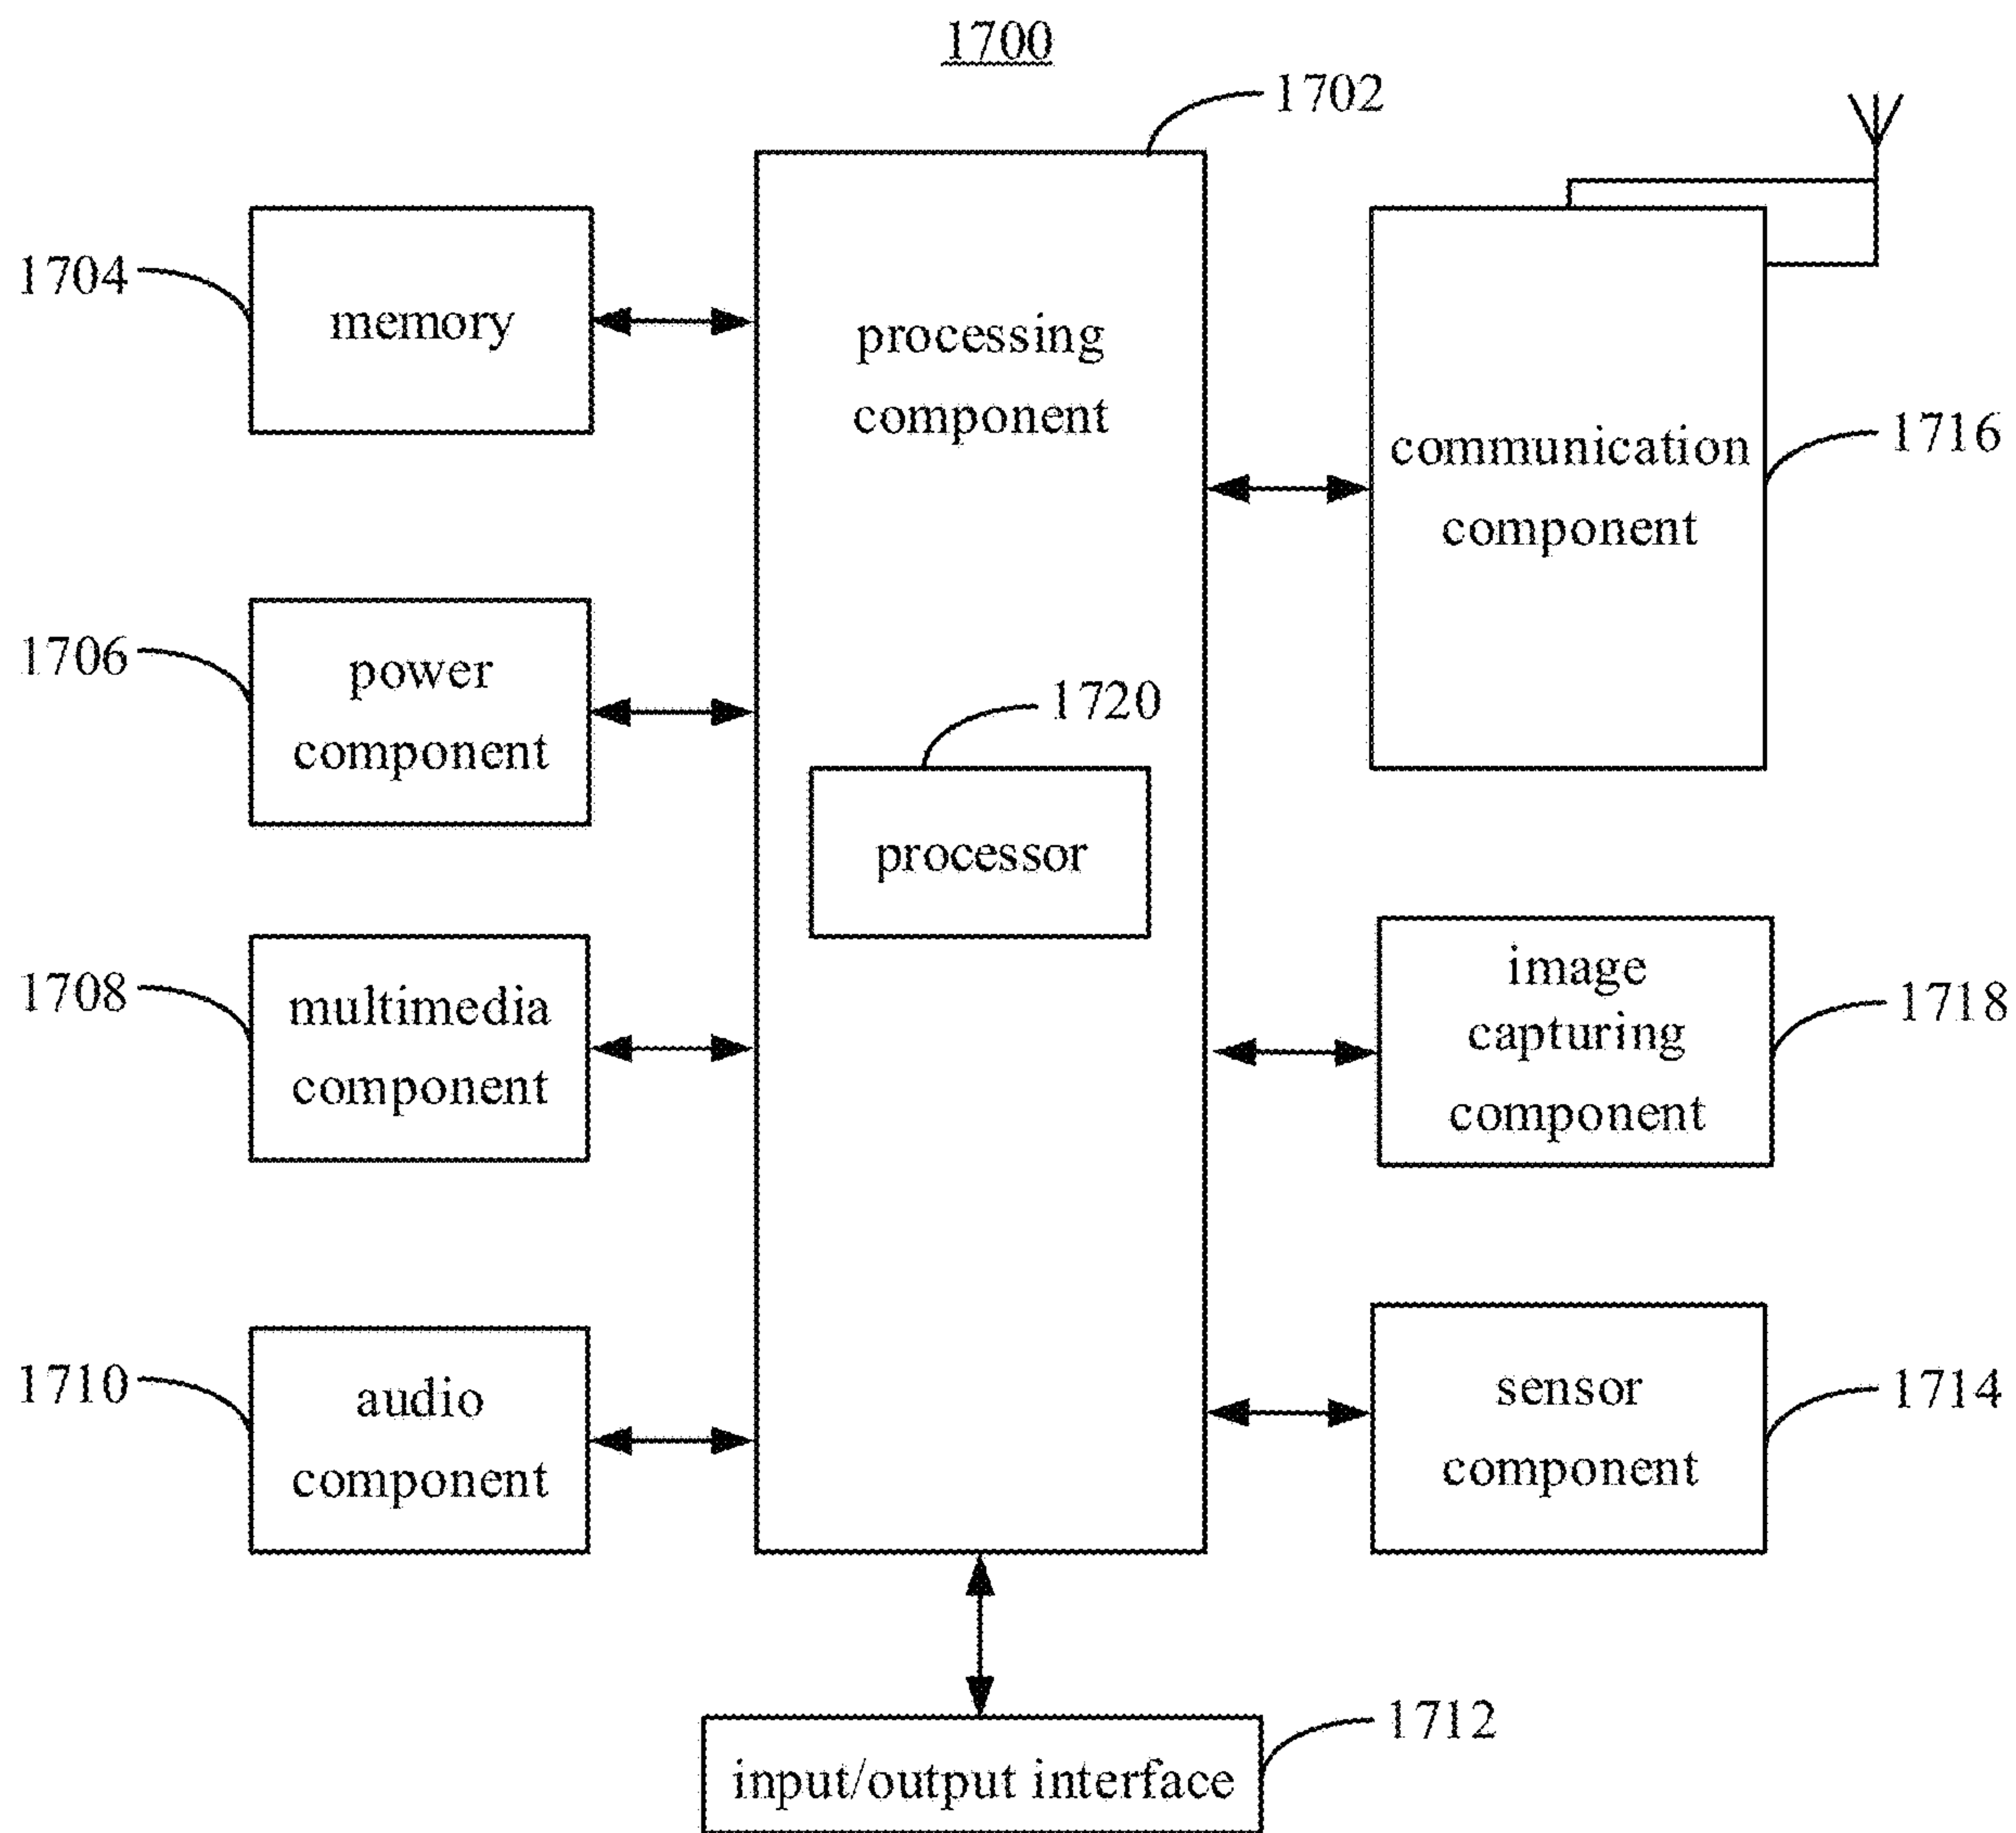 1700
1702
1704
memory
processing
component
communication
component
1716
1706
power
component
1720
processor
1708
multimedia
component
image
capturing
component
1718
1710
audio
component
sensor
component
1714
1712
input/output interface